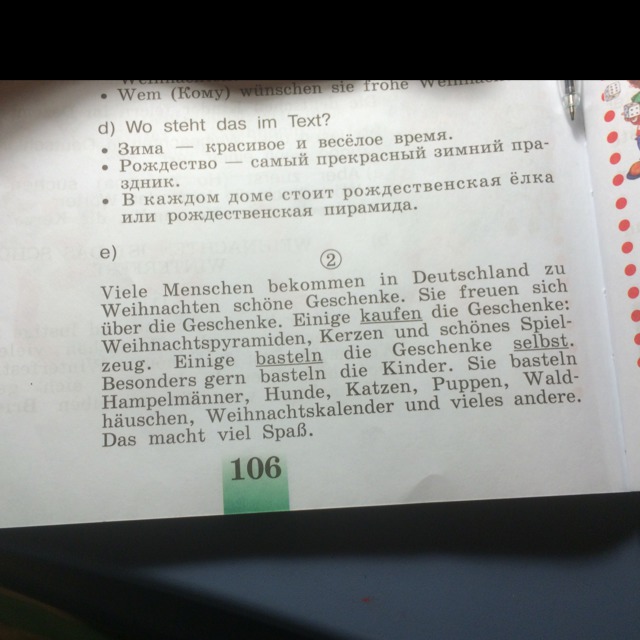 • Wem (Кому) wünschen sie frohe
d) Wo steht das im Text?
• Зима — красивое и весёлое время.
• Рождество — самый прекрасный зимний пра-
здник.
• В каждом доме стоит рождественская ёлка
или рождественская пирамида.
e)
②
Viele Menschen bekommen in Deutschland zu
Weihnachten schöne Geschenke. Sie freuen sich
über die Geschenke. Einige kaufen die Geschenke:
Weihnachtspyramiden, Kerzen und schönes Spiel-
zeug. Einige basteln die Geschenke selbst.
Besonders gern basteln die Kinder. Sie basteln
Hampelmänner, Hunde, Katzen, Puppen, Wald-
häuschen, Weihnachtskalender und vieles andere.
Das macht viel Spaß.
106